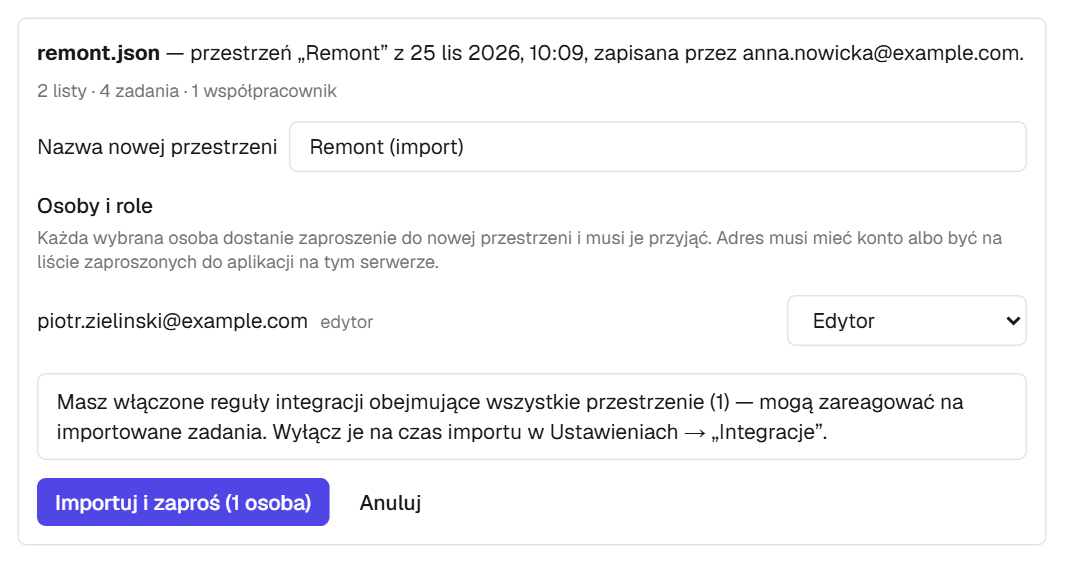 remont.json — przestrzeń „Remont” z 25 lis 2026, 10:09, zapisana przez anna.nowicka@example.com.
2 listy · 4 zadania · 1 współpracownik
Nazwa nowej przestrzeni Remont (import)
Osoby i role
Każda wybrana osoba dostanie zaproszenie do nowej przestrzeni i musi je przyjąć. Adres musi mieć konto albo być na
liście zaproszonych do aplikacji na tym serwerze.
piotr.zielinski@example.com edytor Edytor
Masz włączone reguły integracji obejmujące wszystkie przestrzenie (1) — mogą zareagować na
importowane zadania. Wyłącz je na czas importu w Ustawieniach → „Integracje”.
Importuj i zaproś (1 osoba) Anuluj